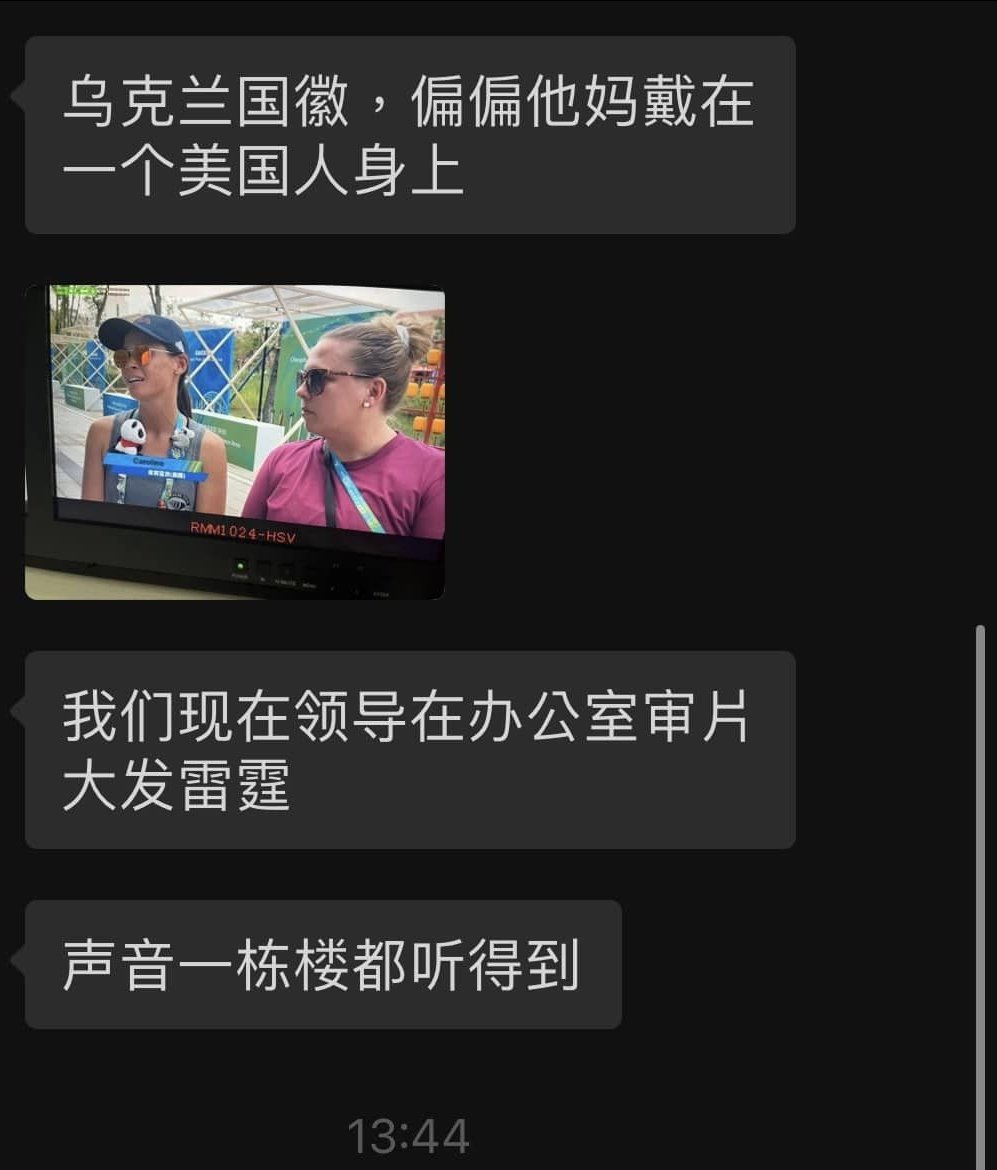 乌克兰国徽，偏偏他妈戴在
一个美国人身上
Caroline
RMM1024-HSV
我们现在领导在办公室审片
大发雷霆
声音一栋楼都听得到
13:44